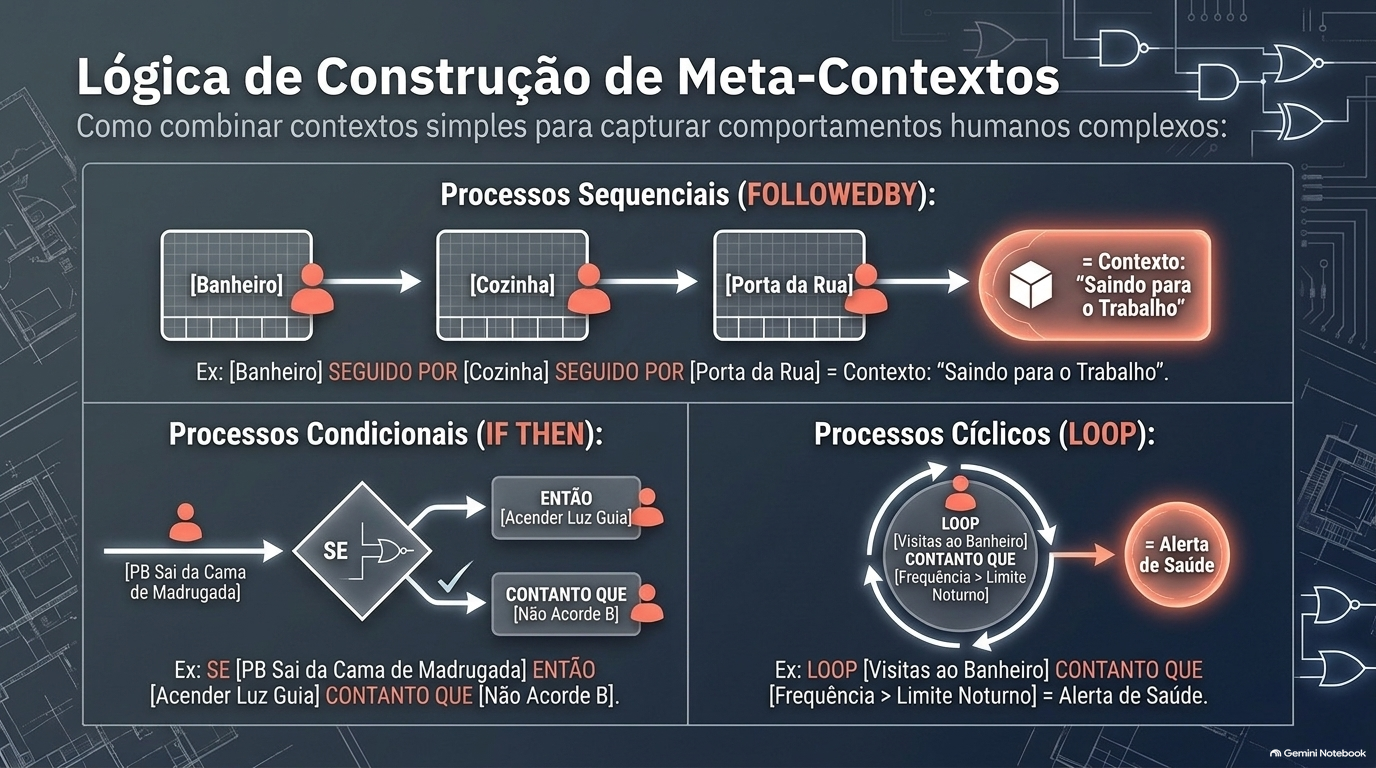 Lógica de Construção de Meta-Contextos
Como combinar contextos simples para capturar comportamentos humanos complexos:
Processos Sequenciais (FOLLOWEDBY):
[Banheiro]
[Cozinha]
[Porta da Rua]
= Contexto:
“Saindo para
o Trabalho”
Ex: [Banheiro] SEGUIDO POR [Cozinha] SEGUIDO POR [Porta da Rua] = Contexto: “Saindo para o Trabalho”.
Processos Condicionais (IF THEN):
[PB Sai da Cama
de Madrugada]
SE
ENTÃO
[Acender Luz Guia]
CONTANTO QUE
[Não Acorde B]
Ex: SE [PB Sai da Cama de Madrugada] ENTÃO
[Acender Luz Guia] CONTANTO QUE [Não Acorde B].
Processos Cíclicos (LOOP):
LOOP
[Visitas ao Banheiro]
CONTANTO QUE
[Frequência > Limite
Noturno]
= Alerta
de Saúde
Ex: LOOP [Visitas ao Banheiro] CONTANTO QUE
[Frequência > Limite Noturno] = Alerta de Saúde.
Gemini Notebook